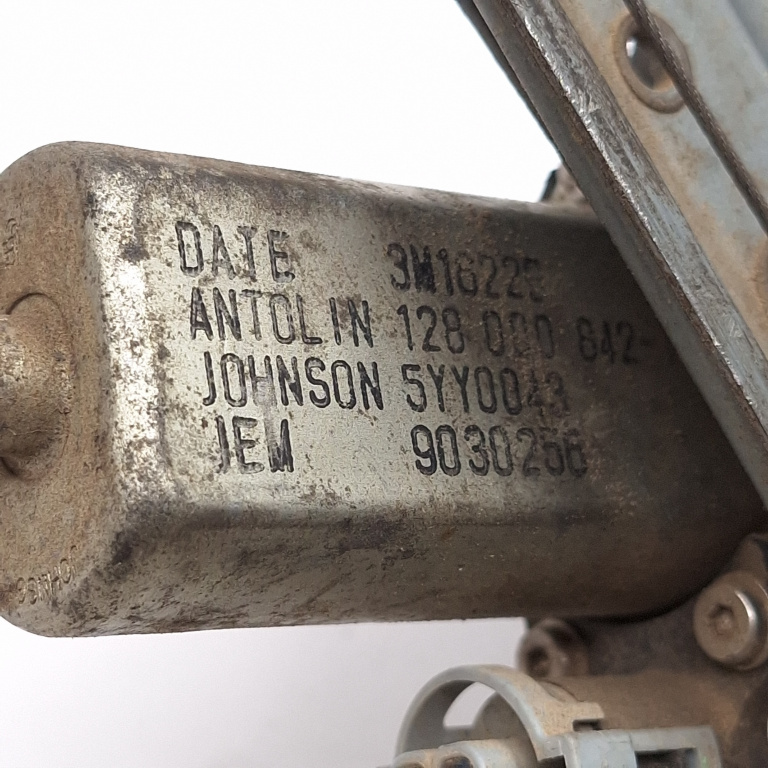 DATE 3M16225
ANTOLIN 128 000 642-
JOHNSON 5YY0043
JEM 9030256